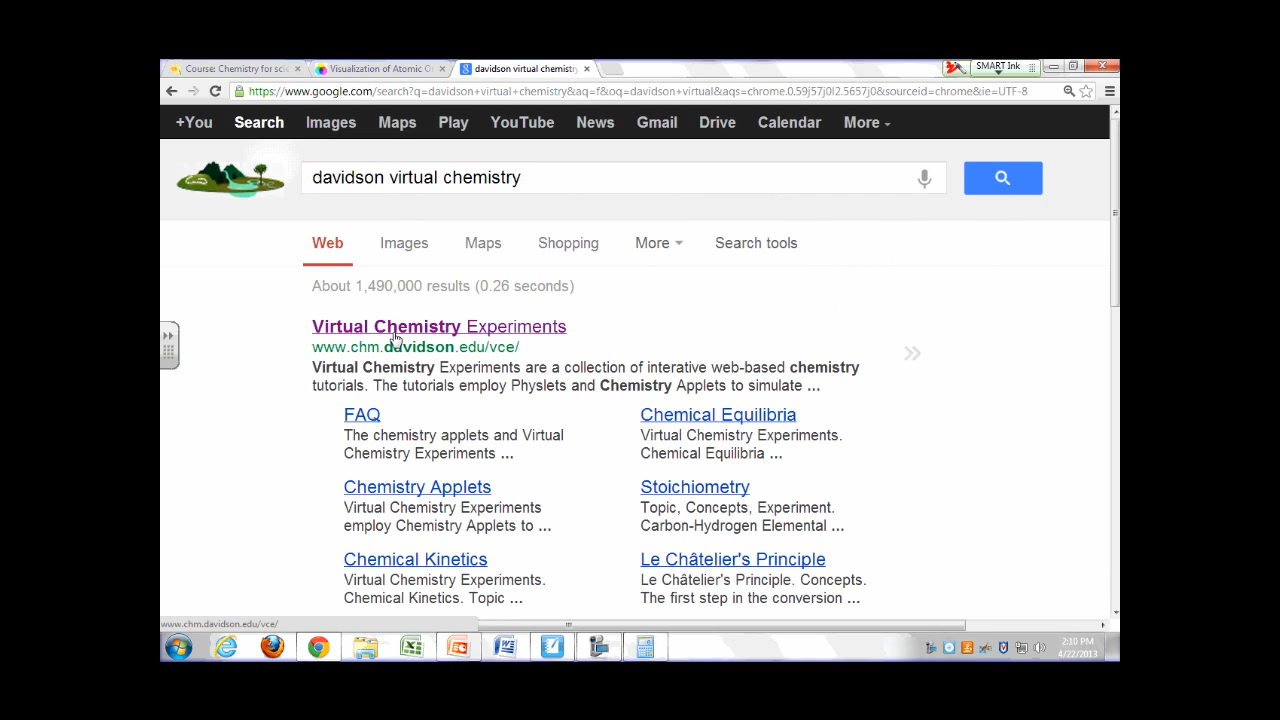 Course: Chemistry for scie
Visualization of Atomic O
davidson virtual chemistry
SMART Ink
https://www.google.com/search?q=davidson+virtual+chemistry&aq=f&oq=davidson+virtual&aqs=chrome.0.59j57j0l2.5657j0&sourceid=chrome&ie=UTF-8
+You Search Images Maps Play YouTube News Gmail Drive Calendar More
davidson virtual chemistry
Web Images Maps Shopping More Search tools
About 1,490,000 results (0.26 seconds)
Virtual Chemistry Experiments
www.chm.davidson.edu/vce/
Virtual Chemistry Experiments are a collection of interative web-based chemistry
tutorials. The tutorials employ Physlets and Chemistry Applets to simulate ...
FAQ
The chemistry applets and Virtual
Chemistry Experiments ...
Chemical Equilibria
Virtual Chemistry Experiments.
Chemical Equilibria ...
Chemistry Applets
Virtual Chemistry Experiments
employ Chemistry Applets to ...
Stoichiometry
Topic, Concepts, Experiment.
Carbon-Hydrogen Elemental ...
Chemical Kinetics
Virtual Chemistry Experiments.
Chemical Kinetics. Topic ...
Le Châtelier's Principle
Le Châtelier's Principle. Concepts.
The first step in the conversion ...
www.chm.davidson.edu/vce/
2:10 PM
4/22/2013